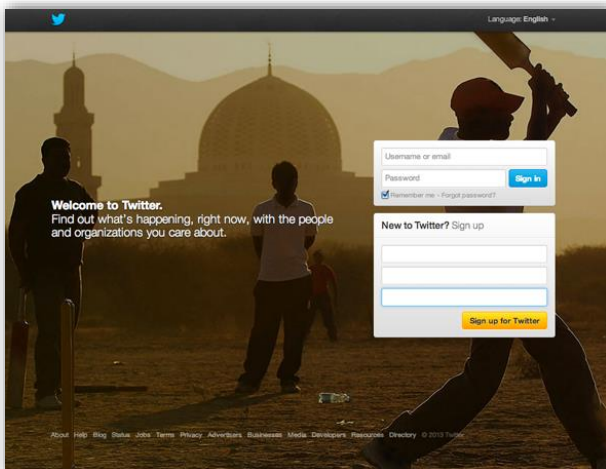 Language: English
Username or email
Password
Sign in
Remember me - Forgot password?
Welcome to Twitter.
Find out what's happening, right now, with the people
and organizations you care about.
New to Twitter? Sign up
Sign up for Twitter
About Help Blog Status Jobs Terms Privacy Advertisers Businesses Media Developers Resources Directory © 2013 Twitter